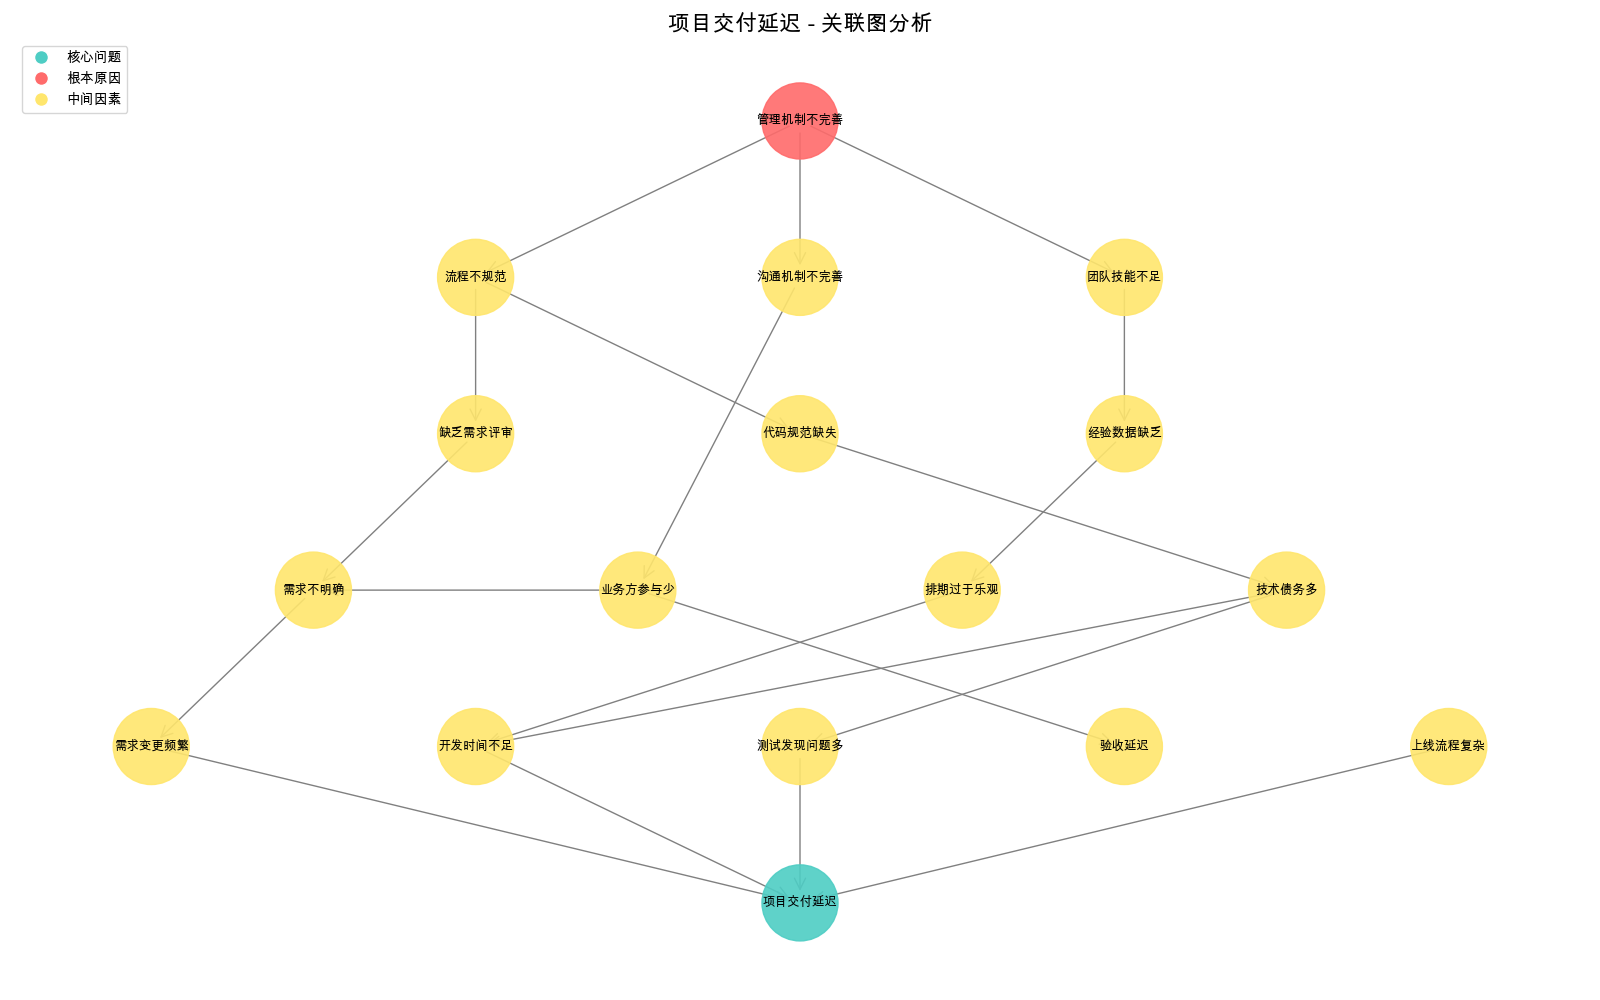 项目交付延迟 - 关联图分析
核心问题
根本原因
中间因素
管理机制不完善
流程不规范
沟通机制不完善
团队技能不足
缺乏需求评审
代码规范缺失
经验数据缺乏
需求不明确
业务方参与少
排期过于乐观
技术债务多
需求变更频繁
开发时间不足
测试发现问题多
验收延迟
上线流程复杂
项目交付延迟